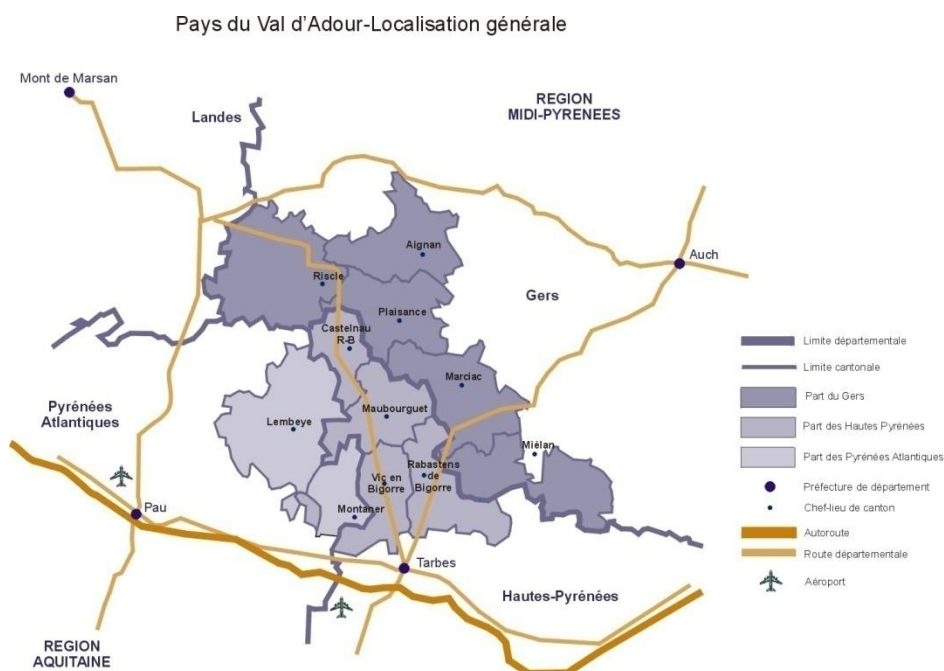 Pays du Val d'Adour-Localisation générale
Mont de Marsan
Landes
REGION
MIDI-PYRENEES
Aignan
Auch
Riscle
Gers
Plaisance
Castelnau
R-B
Limite départementale
Limite cantonale
Marciac
Part du Gers
Pyrénées
Atlantiques
Maubourguet
Lembeye
Part des Hautes Pyrénées
Miélan
Part des Pyrénées Atlantiques
Rabastens
de
Bigorre
Vic en
Bigorre
Préfecture de département
Montaner
Chef-lieu de canton
Pau
Autoroute
Route départementale
Tarbes
Aéroport
Hautes-Pyrénées
REGION
AQUITAINE